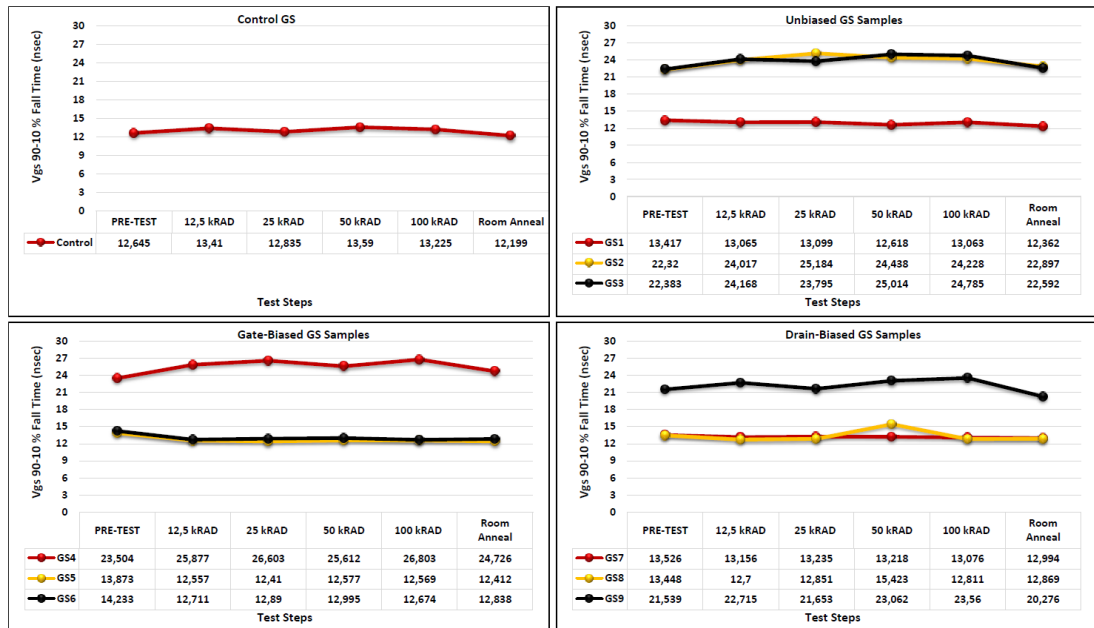 Control GS
Vgs 90-10 % Fall Time (nsec)
30
27
24
21
18
15
12
9
6
3
0
PRE-TEST 12,5 kRAD 25 kRAD 50 kRAD 100 kRAD Room Anneal
Control 12,645 13,41 12,835 13,59 13,225 12,199
Test Steps
Unbiased GS Samples
Vgs 90-10 % Fall Time (nsec)
30
27
24
21
18
15
12
9
6
3
0
PRE-TEST 12,5 kRAD 25 kRAD 50 kRAD 100 kRAD Room Anneal
GS1 13,417 13,065 13,099 12,618 13,063 12,362
GS2 22,32 24,017 25,184 24,438 24,228 22,897
GS3 22,383 24,168 23,795 25,014 24,785 22,592
Test Steps
Gate-Biased GS Samples
Vgs 90-10 % Fall Time (nsec)
30
27
24
21
18
15
12
9
6
3
0
PRE-TEST 12,5 kRAD 25 kRAD 50 kRAD 100 kRAD Room Anneal
GS4 23,504 25,877 26,603 25,612 26,803 24,726
GS5 13,873 12,557 12,41 12,577 12,569 12,412
GS6 14,233 12,711 12,89 12,995 12,674 12,838
Test Steps
Drain-Biased GS Samples
Vgs 90-10 % Fall Time (nsec)
30
27
24
21
18
15
12
9
6
3
0
PRE-TEST 12,5 kRAD 25 kRAD 50 kRAD 100 kRAD Room Anneal
GS7 13,526 13,156 13,235 13,218 13,076 12,994
GS8 13,448 12,7 12,851 15,423 12,811 12,869
GS9 21,539 22,715 21,653 23,062 23,56 20,276
Test Steps